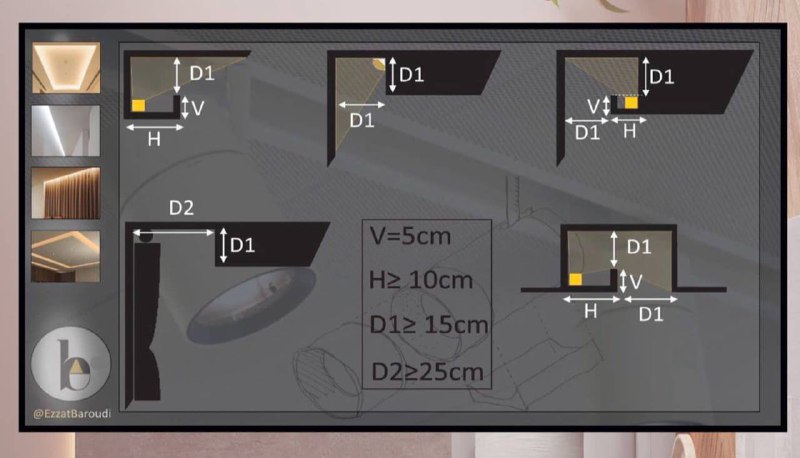 D1
V
H
D1
D1
D1
V
D1
H
D2
D1
V=5cm
H≥ 10cm
D1≥ 15cm
D2≥25cm
D1
V
H
D1
b
@EzzatBaroudi